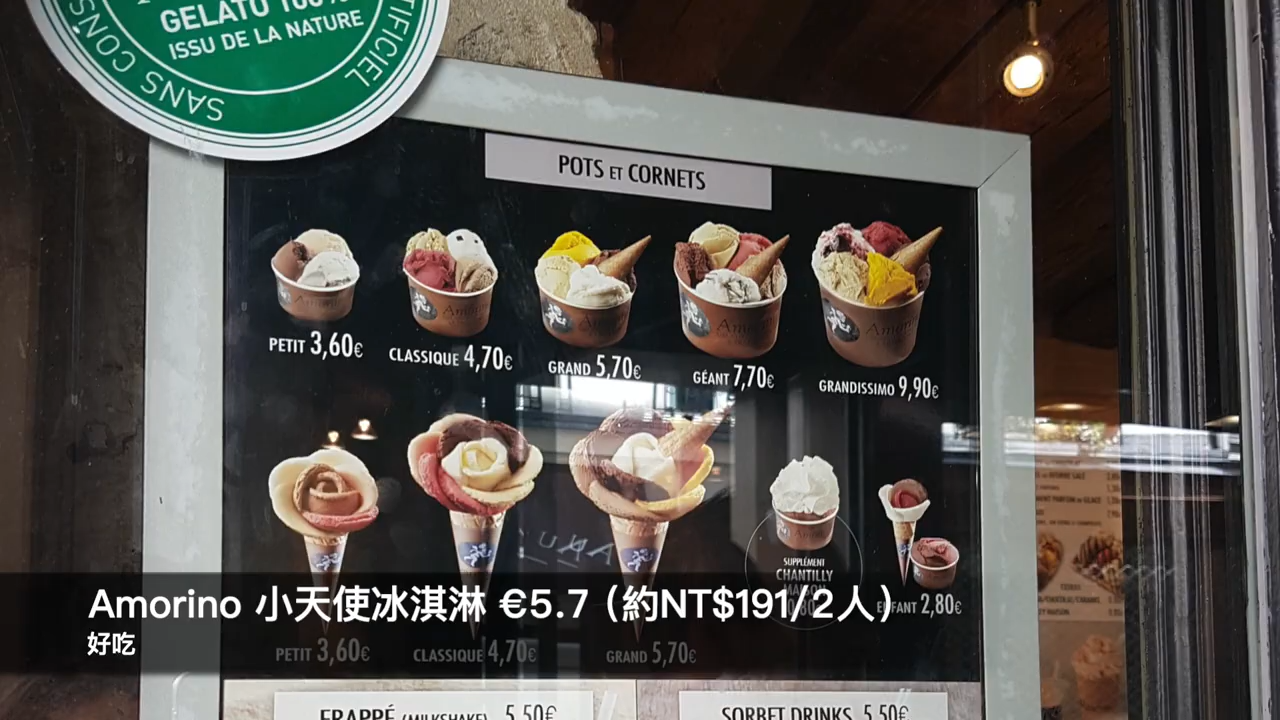 GELATO 100%
ISSU DE LA NATURE
SANS
POTS ET CORNETS
PETIT 3,60€
CLASSIQUE 4,70€
GRAND 5,70€
GÉANT 7,70€
GRANDISSIMO 9,90€
Amorino
SUPPLÉMENT
CHANTILLY
Amorino 小天使冰淇淋 €5.7（約NT$191/2人）
好吃
2,80€
PETIT 3,60€
CLASSIQUE 4,70€
GRAND 5,70€
FRAPPÉ (MILKSHAKE) 5,50€
SORBET DRINKS 5,50€